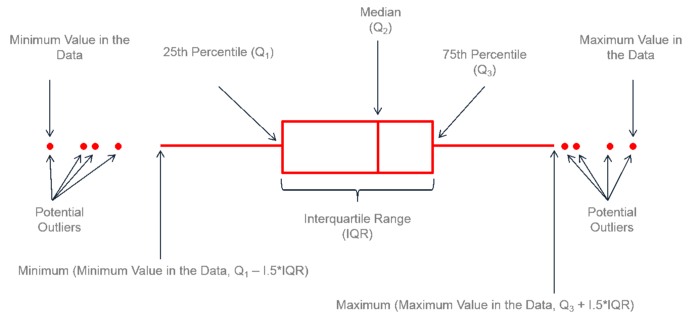 Median
(Q2)
Minimum Value in the
Data
25th Percentile (Q1)
75th Percentile
(Q3)
Maximum Value in
the Data
Potential
Outliers
Interquartile Range
(IQR)
Potential
Outliers
Minimum (Minimum Value in the Data, Q1 – I.5*IQR)
Maximum (Maximum Value in the Data, Q3 + I.5*IQR)